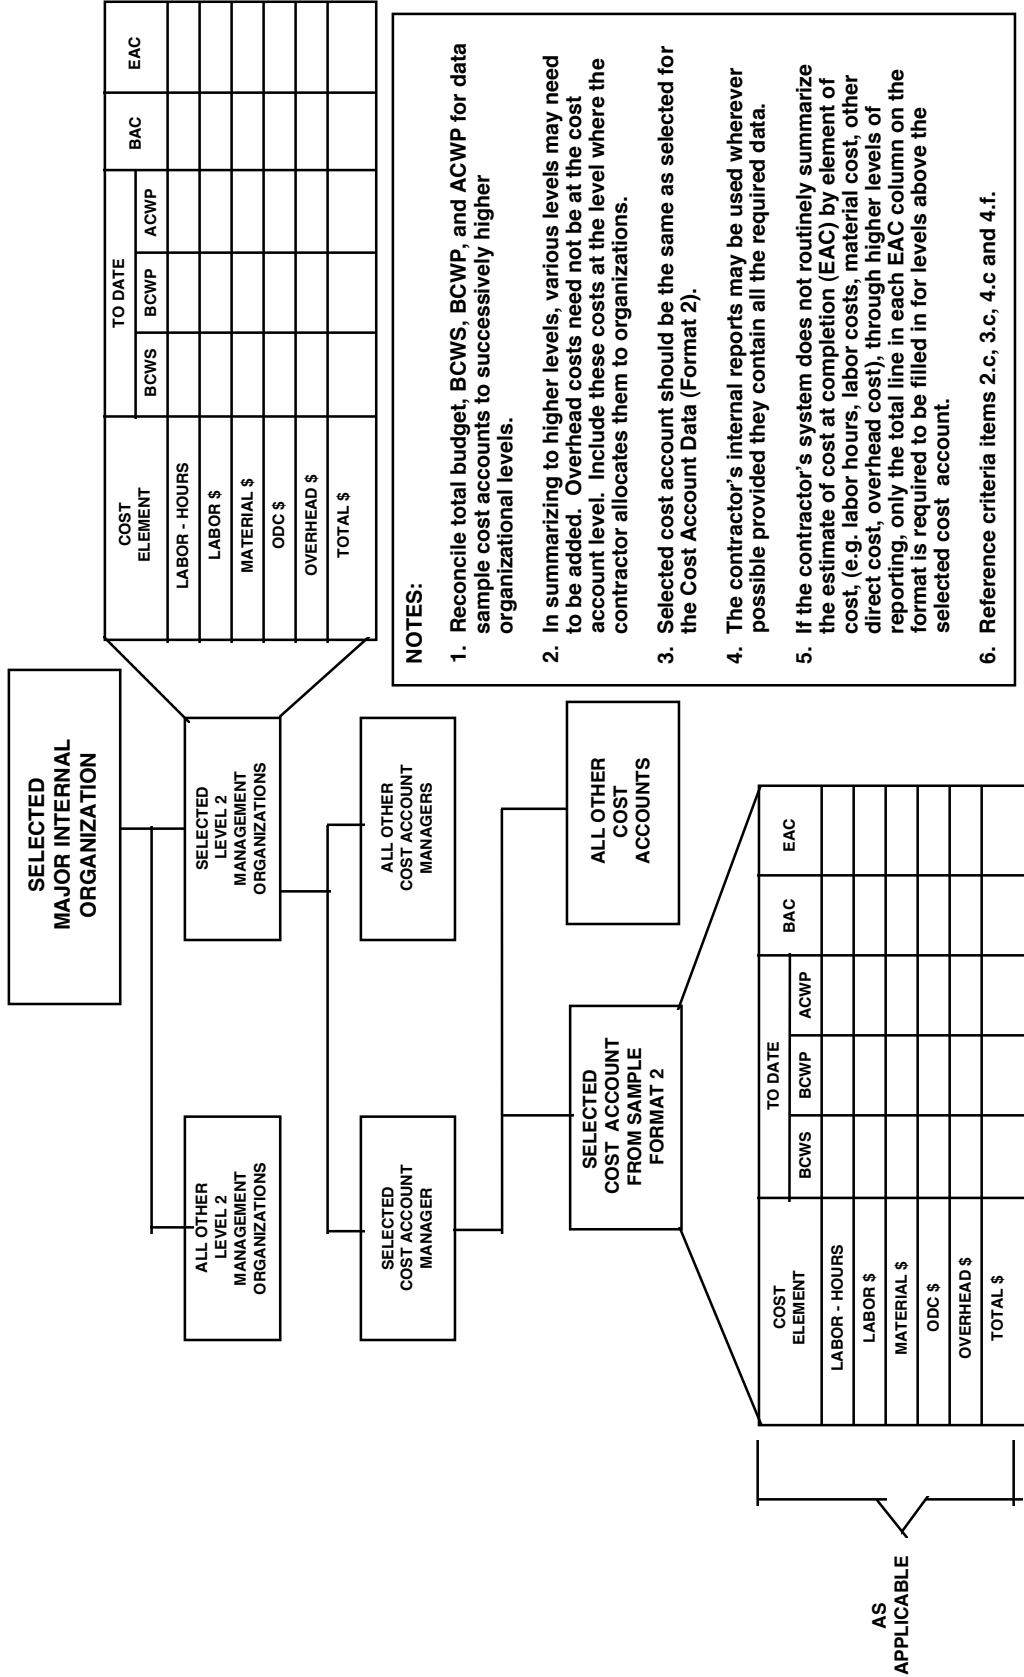 SELECTED
MAJOR INTERNAL
ORGANIZATION
ALL OTHER
LEVEL 2
MANAGEMENT
ORGANIZATIONS
SELECTED
LEVEL 2
MANAGEMENT
ORGANIZATIONS
COST
ELEMENT
TO DATE
BCWS
BCWP
ACWP
BAC
EAC
LABOR - HOURS
LABOR $
MATERIAL $
ODC $
OVERHEAD $
TOTAL $
SELECTED
COST ACCOUNT
MANAGER
ALL OTHER
COST ACCOUNT
MANAGERS
SELECTED
COST ACCOUNT
FROM SAMPLE
FORMAT 2
ALL OTHER
COST
ACCOUNTS
AS
APPLICABLE
COST
ELEMENT
TO DATE
BCWS
BCWP
ACWP
BAC
EAC
LABOR - HOURS
LABOR $
MATERIAL $
ODC $
OVERHEAD $
TOTAL $
NOTES:
1. Reconcile total budget, BCWS, BCWP, and ACWP for data
sample cost accounts to successively higher
organizational levels.
2. In summarizing to higher levels, various levels may need
to be added. Overhead costs need not be at the cost
account level. Include these costs at the level where the
contractor allocates them to organizations.
3. Selected cost account should be the same as selected for
the Cost Account Data (Format 2).
4. The contractor's internal reports may be used wherever
possible provided they contain all the required data.
5. If the contractor's system does not routinely summarize
the estimate of cost at completion (EAC) by element of
cost, (e.g. labor hours, labor costs, material cost, other
direct cost, overhead cost), through higher levels of
reporting, only the total line in each EAC column on the
format is required to be filled in for levels above the
selected cost account.
6. Reference criteria items 2.c, 3.c, 4.c and 4.f.